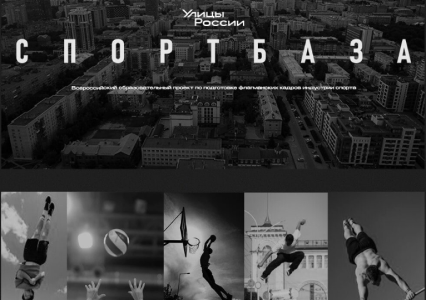 Улицы
России
СПОРТБАЗА
Всероссийский образовательный проект по подготовке флагманских кадров индустрии спорта